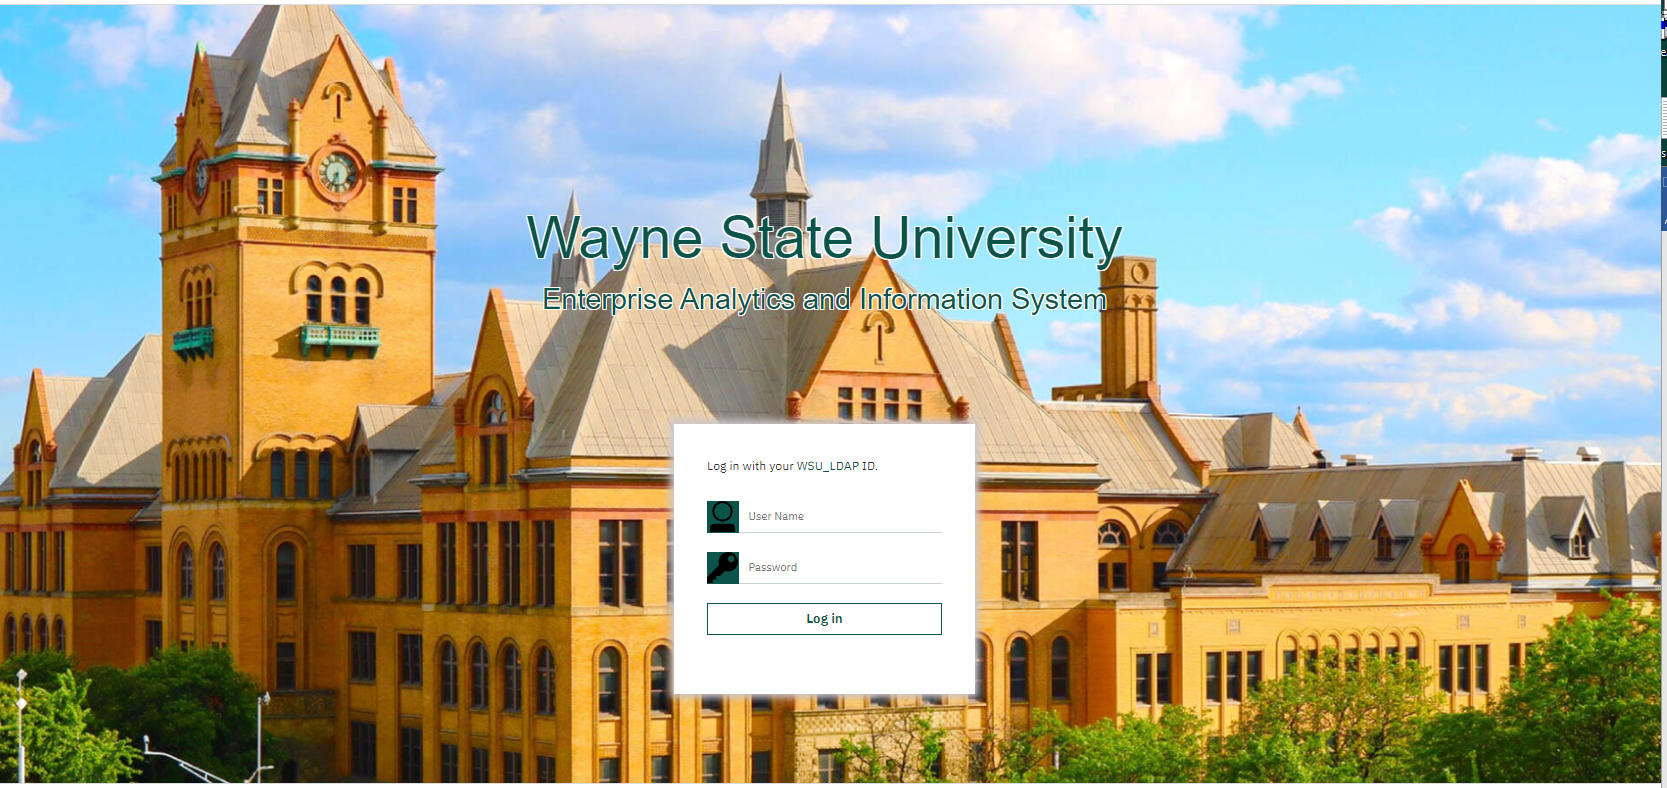 Wayne State University
Enterprise Analytics and Information System
Log in with your WSU_LDAP ID.
User Name
Password
Log in